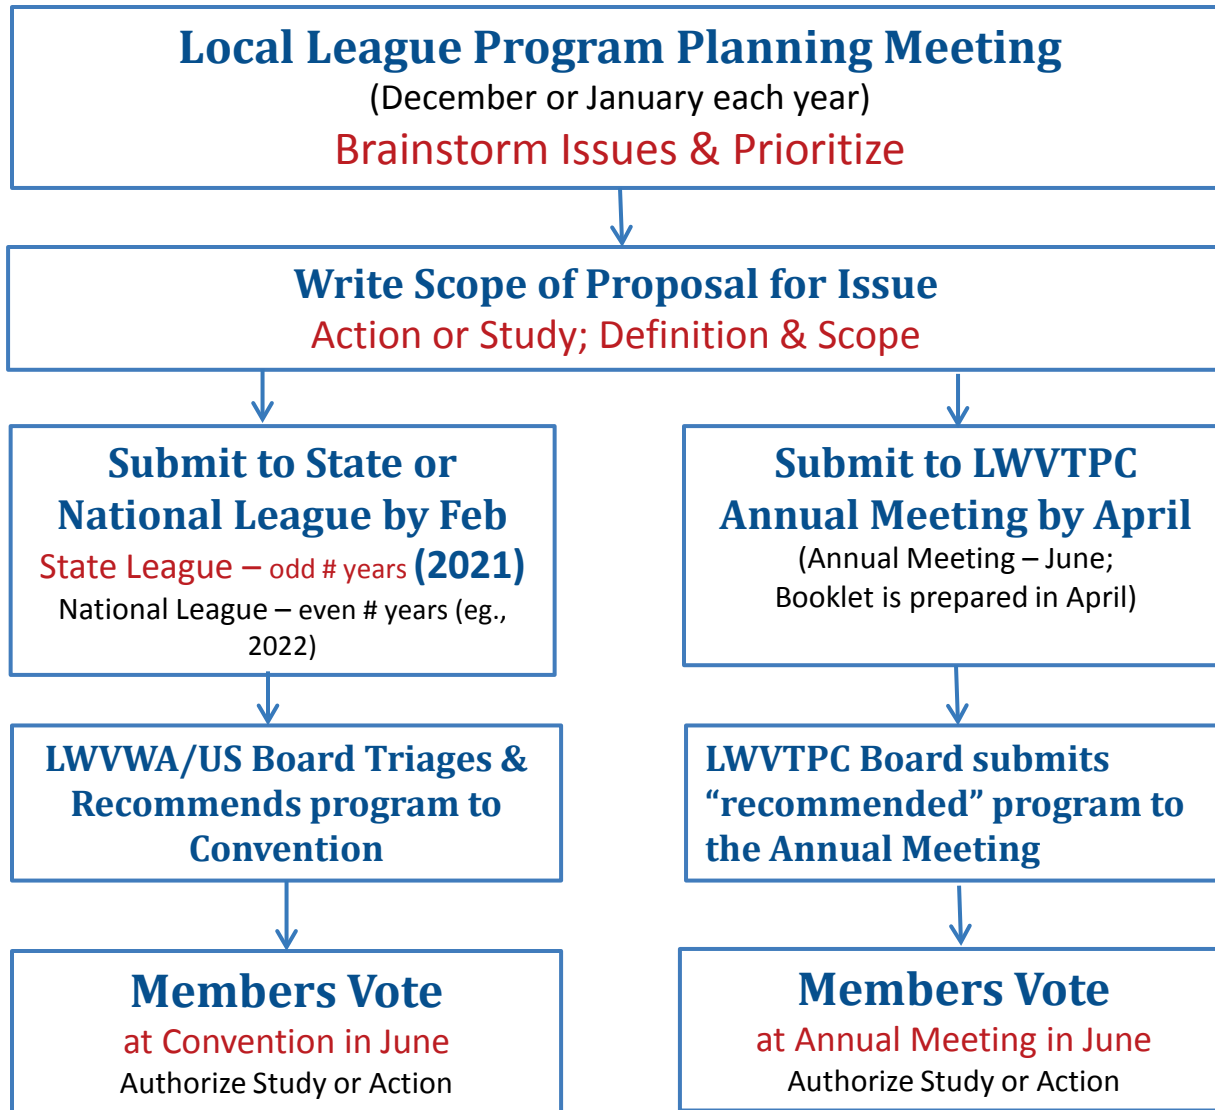 Local League Program Planning Meeting
(December or January each year)
Brainstorm Issues & Prioritize
Write Scope of Proposal for Issue
Action or Study; Definition & Scope
Submit to State or
National League by Feb
State League – odd # years (2021)
National League – even # years (eg.,
2022)
Submit to LWVTPC
Annual Meeting by April
(Annual Meeting – June;
Booklet is prepared in April)
LWVWA/US Board Triages &
Recommends program to
Convention
LWVTPC Board submits
“recommended” program to
the Annual Meeting
Members Vote
at Convention in June
Authorize Study or Action
Members Vote
at Annual Meeting in June
Authorize Study or Action